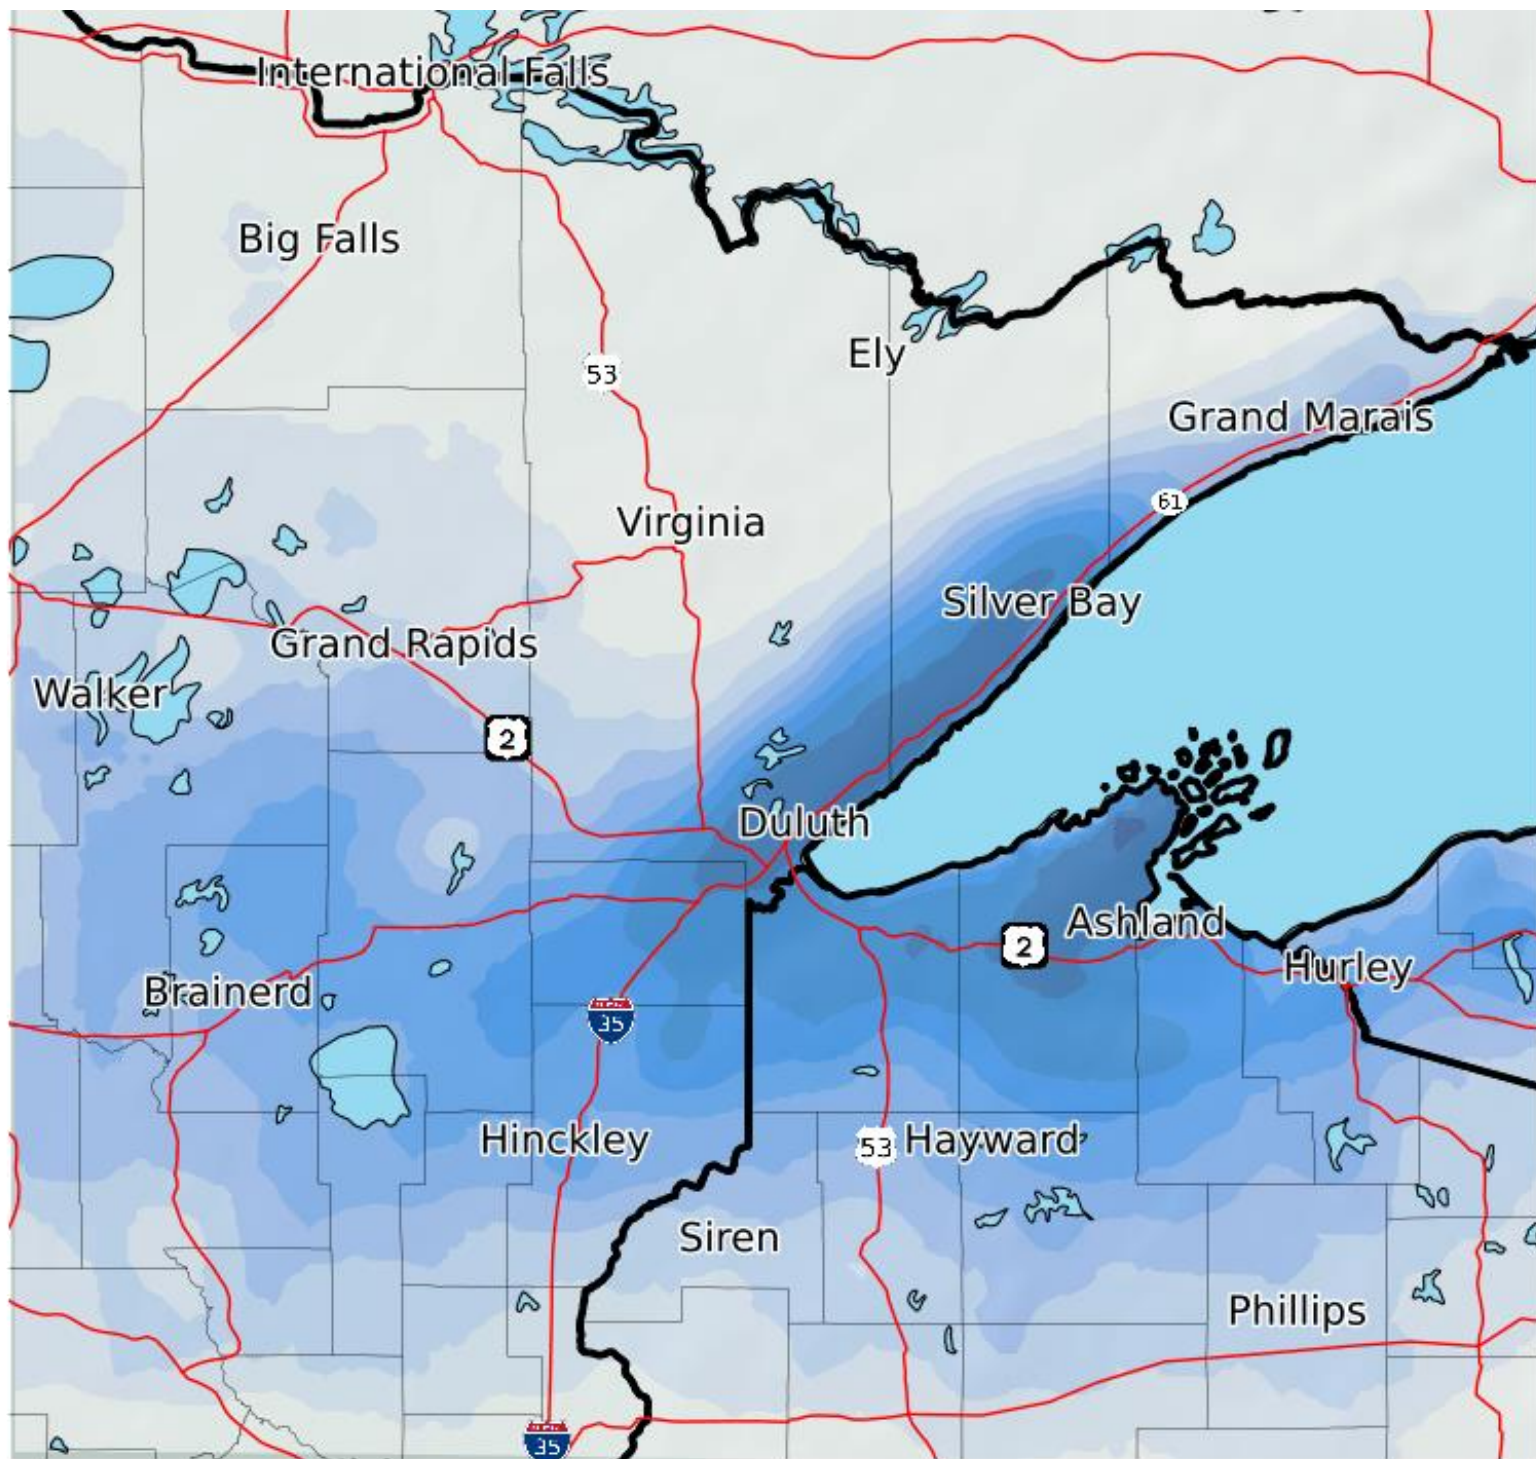 International Falls
Big Falls
Ely
53
Grand Marais
61
Virginia
Silver Bay
Grand Rapids
Walker
2
Duluth
Ashland
2
Hurley
Brainerd
35
Hinckley
53
Hayward
Siren
Phillips
35